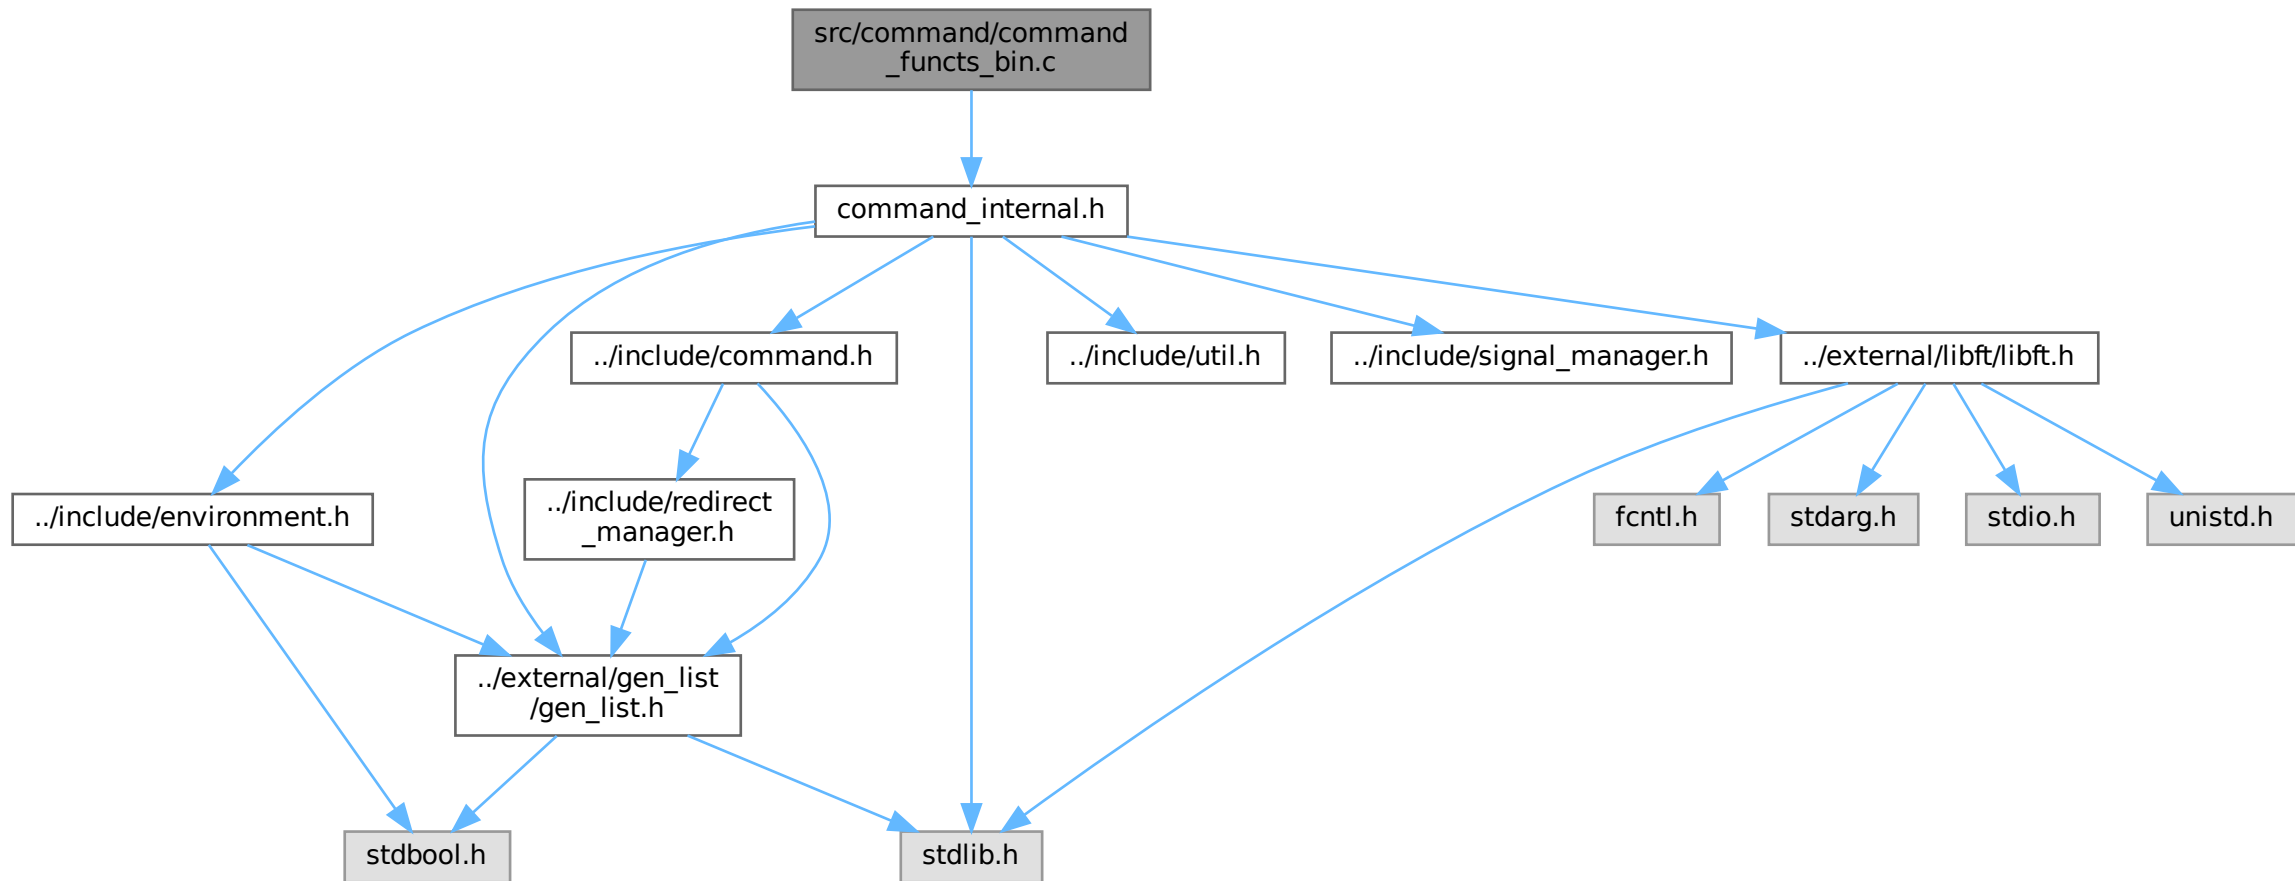 src/command/command
_functs_bin.c
command_internal.h
../include/command.h
../include/util.h
../include/signal_manager.h
../external/libft/libft.h
../include/environment.h
../include/redirect
_manager.h
fcntl.h
stdarg.h
stdio.h
unistd.h
../external/gen_list
/gen_list.h
stdbool.h
stdlib.h